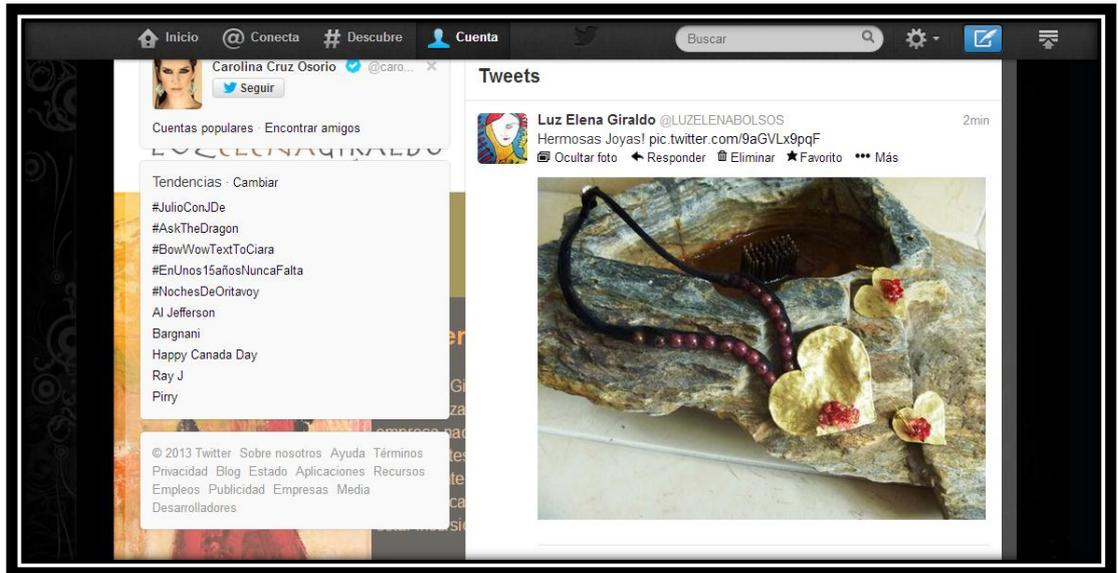 Inicio @ Conecta # Descubre Cuenta Buscar
Carolina Cruz Osorio @caro... ×
Seguir
Cuentas populares · Encontrar amigos
Tendencias · Cambiar
#JulioConJDe
#AskTheDragon
#BowWowTextToCiara
#EnUnos15añosNuncaFalta
#NochesDeOritavoy
Al Jefferson
Bargnani
Happy Canada Day
Ray J
Pirry
© 2013 Twitter Sobre nosotros Ayuda Términos
Privacidad Blog Estado Aplicaciones Recursos
Empleos Publicidad Empresas Media
Desarrolladores
Tweets
Luz Elena Giraldo @LUZELENABOLSOS 2min
Hermosas Joyas! pic.twitter.com/9aGVLx9pqF
Ocultar foto Responder Eliminar Favorito ••• Más